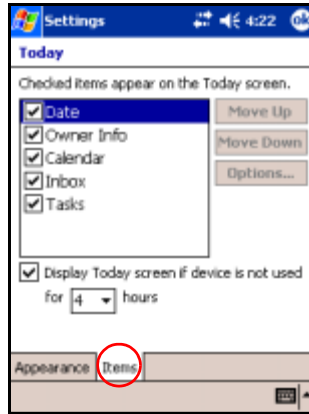 Settings 4:22 ok
Today
Checked items appear on the Today screen.
Date
Owner Info
Calendar
Inbox
Tasks
Move Up
Move Down
Options...
Display Today screen if device is not used
for 4 hours
Appearance Items